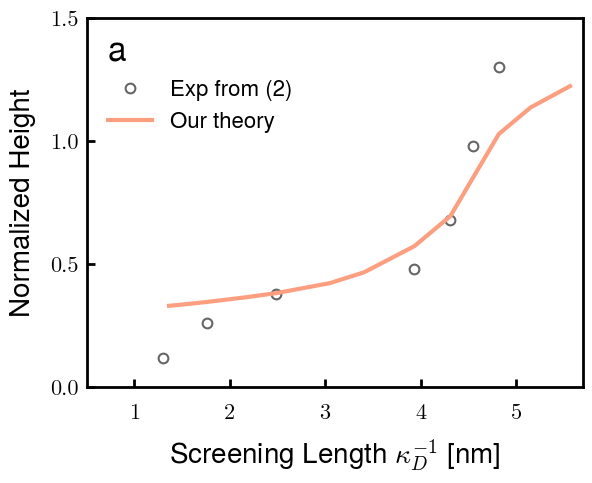 a
Exp from (2)
Our theory
Normalized Height
1.5
1.0
0.5
0.0
1 2 3 4 5
Screening Length κ_D^{-1} [nm]